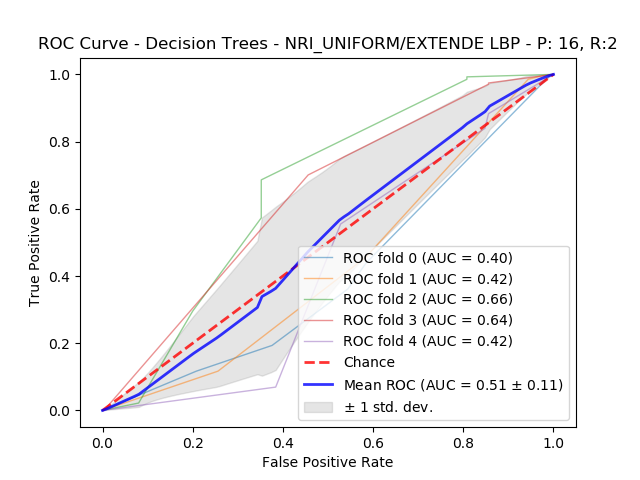 ROC Curve - Decision Trees - NRI_UNIFORM/EXTENDE LBP - P: 16, R:2
1.0
0.8
0.6
0.4
0.2
0.0
True Positive Rate
ROC fold 0 (AUC = 0.40)
ROC fold 1 (AUC = 0.42)
ROC fold 2 (AUC = 0.66)
ROC fold 3 (AUC = 0.64)
ROC fold 4 (AUC = 0.42)
Chance
Mean ROC (AUC = 0.51 ± 0.11)
± 1 std. dev.
0.0 0.2 0.4 0.6 0.8 1.0
False Positive Rate